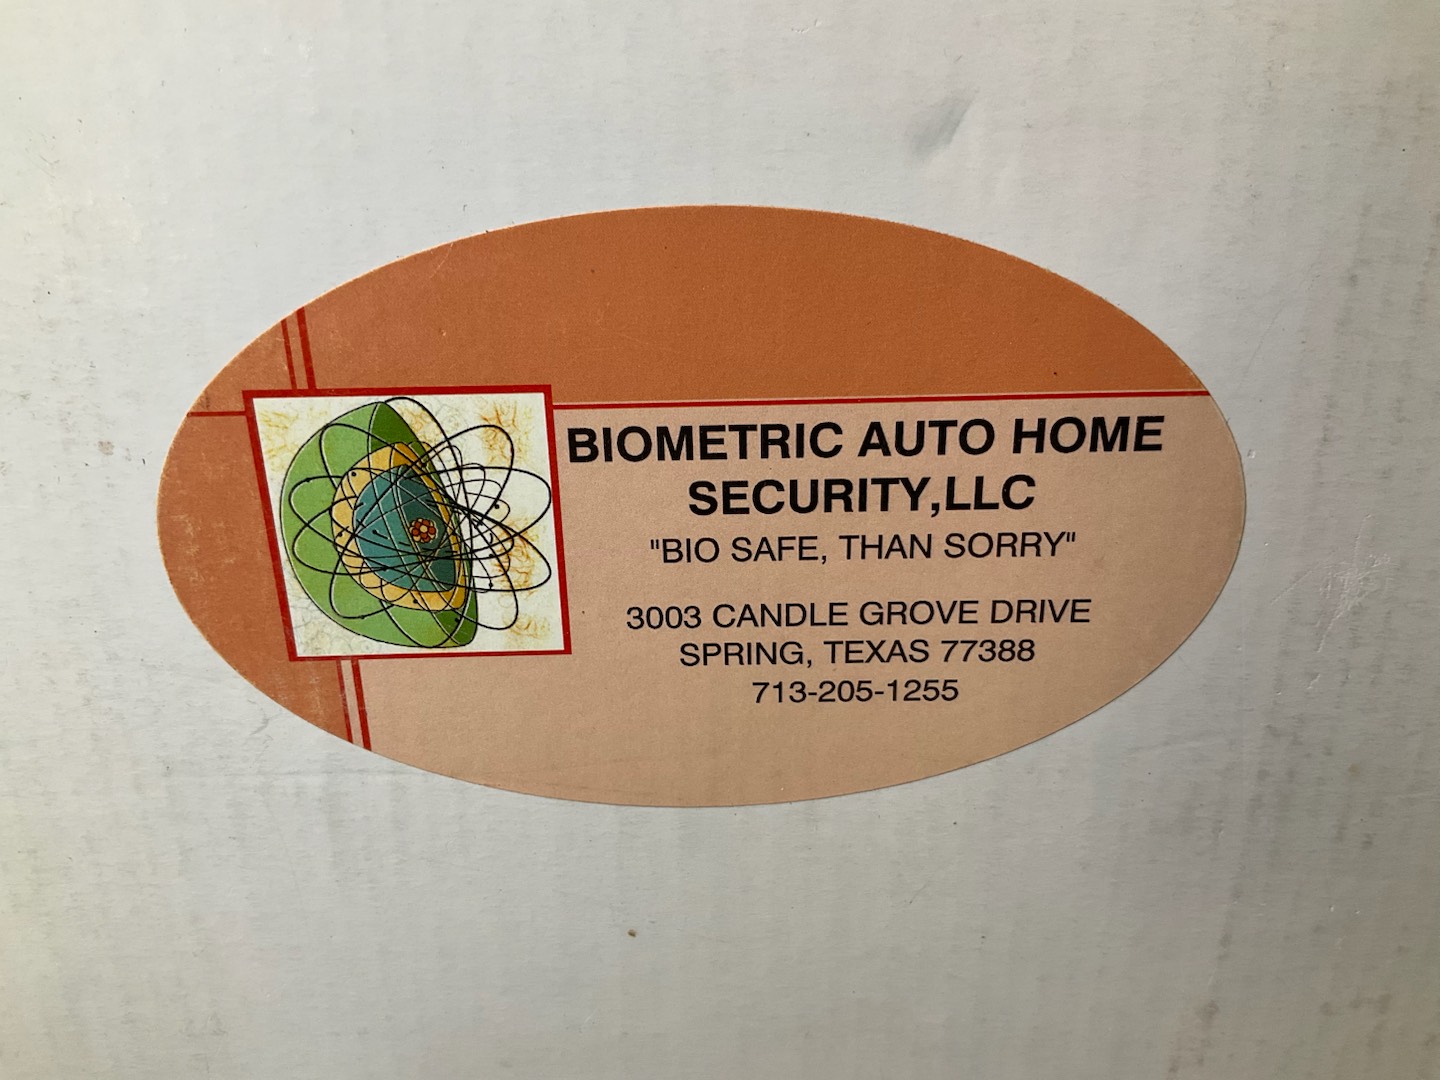 BIOMETRIC AUTO HOME
SECURITY,LLC
"BIO SAFE, THAN SORRY"
3003 CANDLE GROVE DRIVE
SPRING, TEXAS 77388
713-205-1255